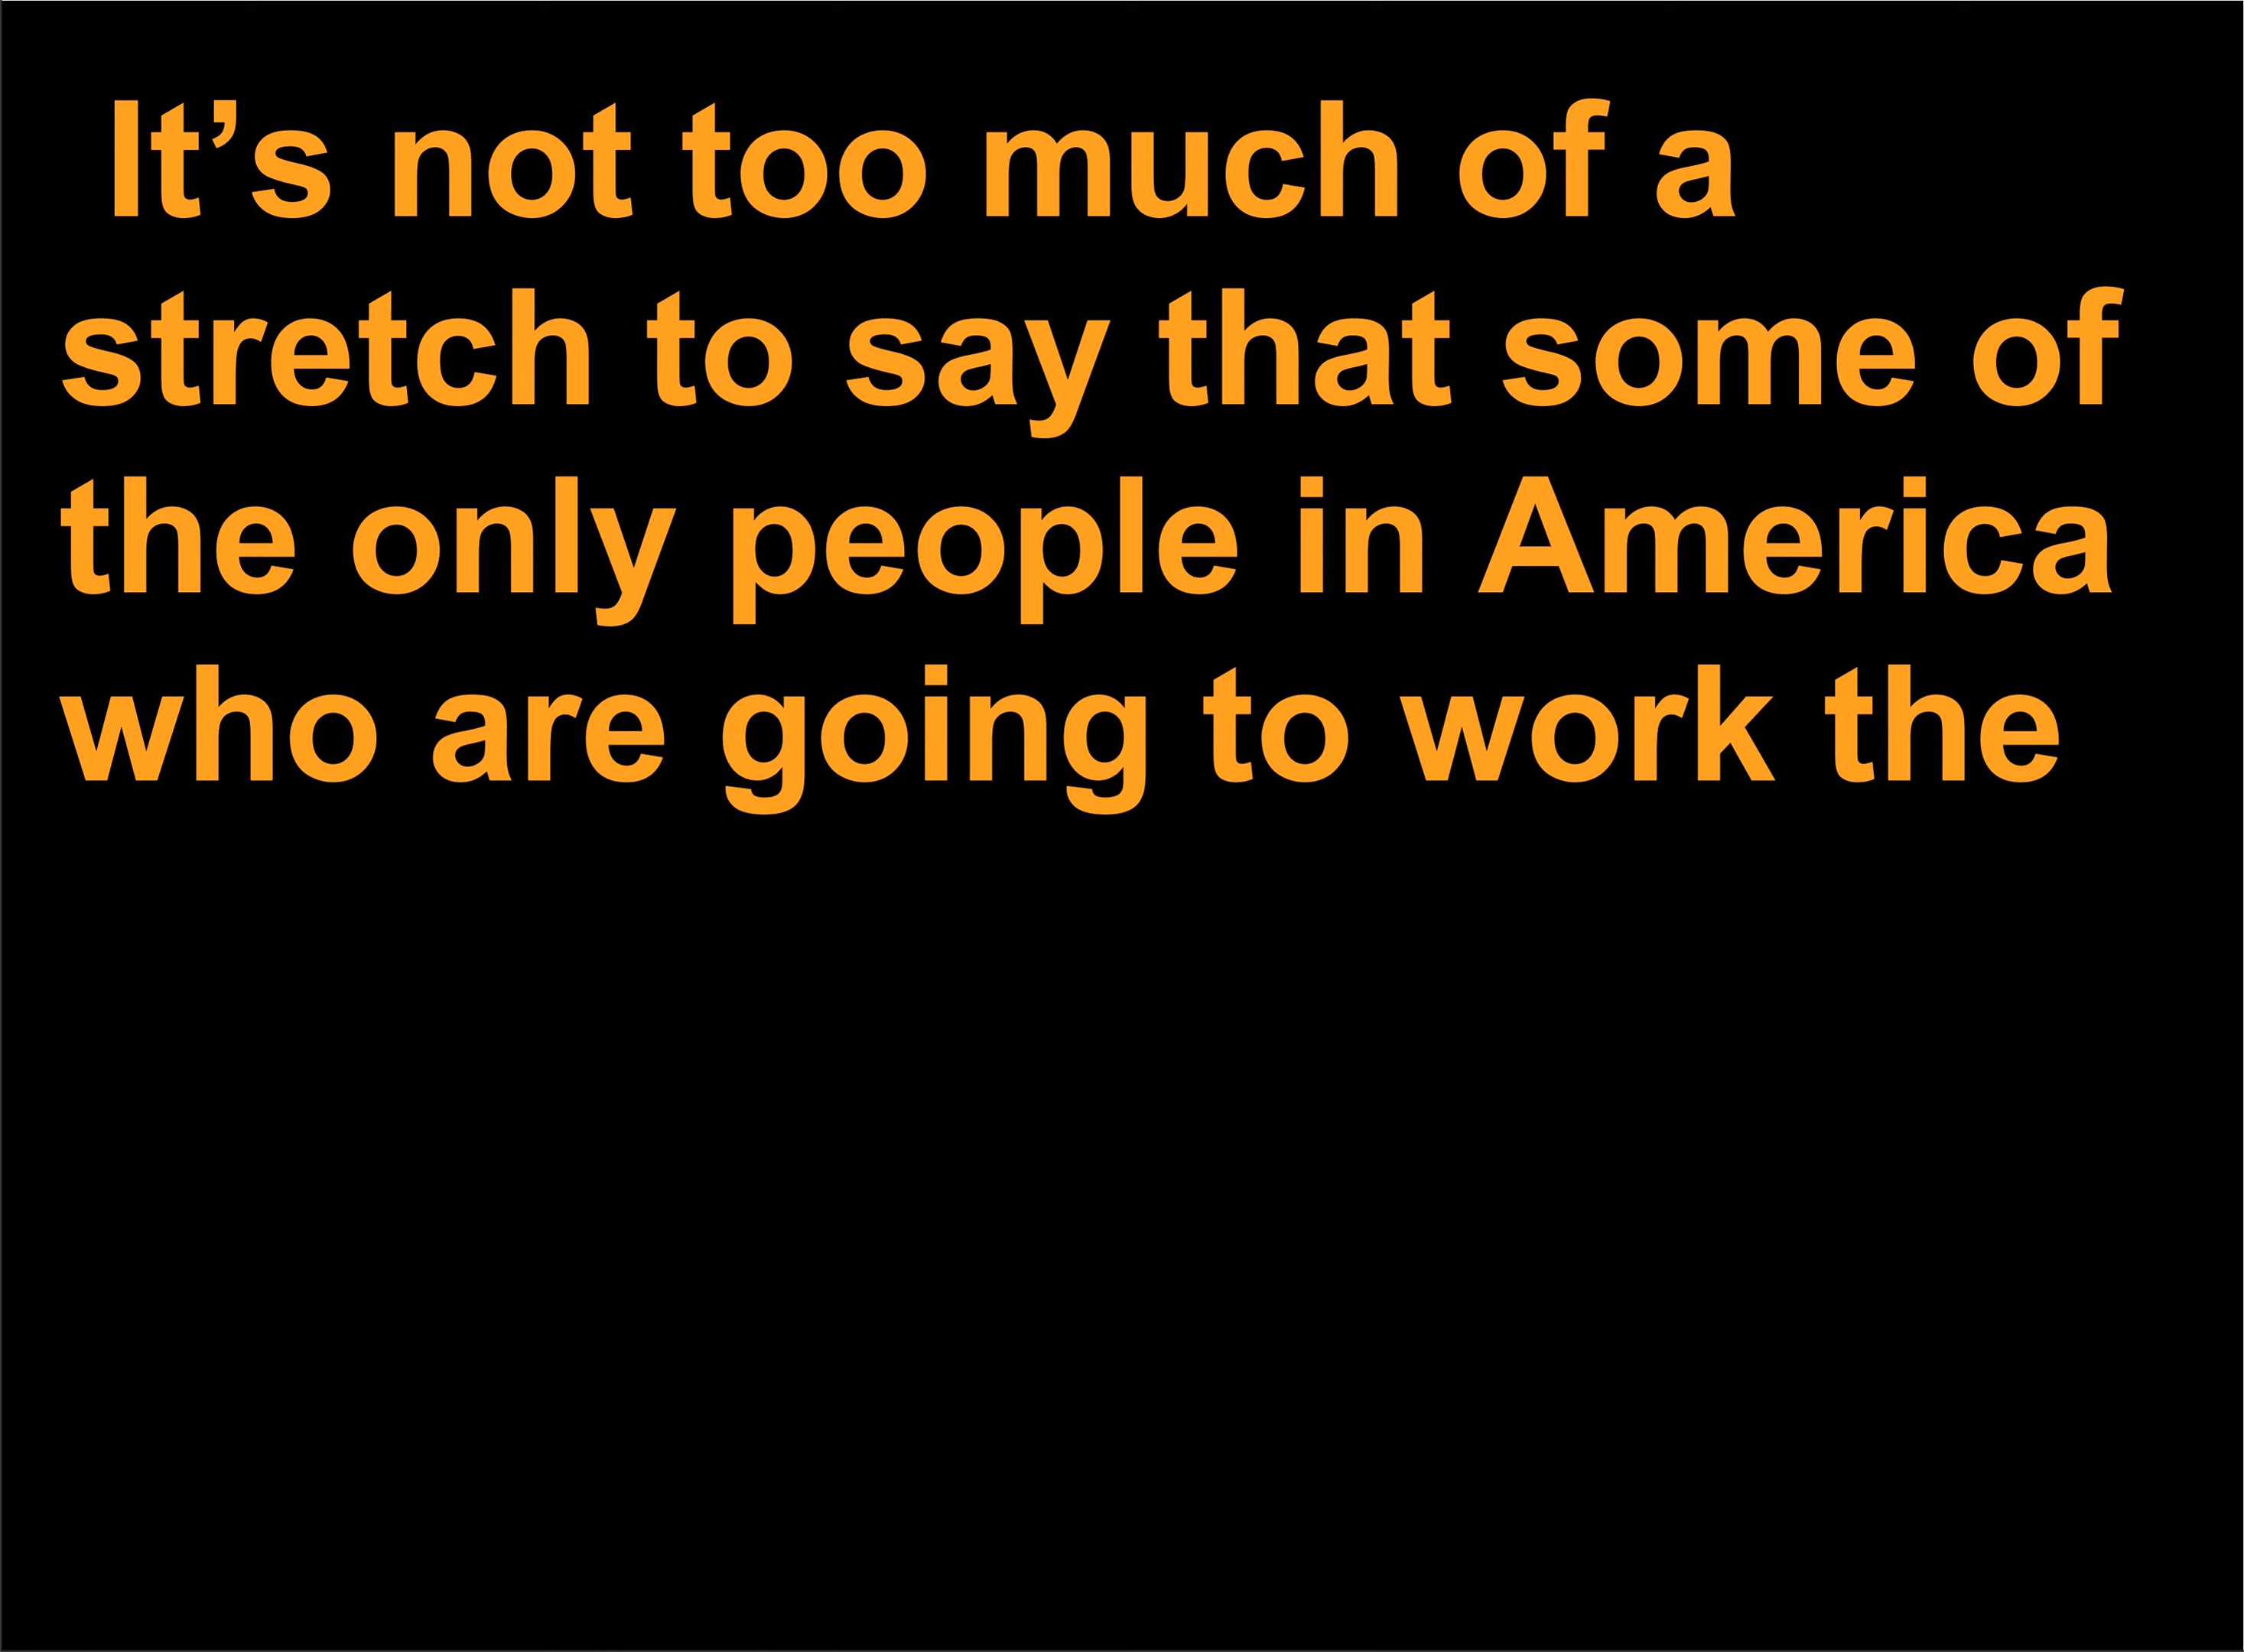 It’s not too much of a
stretch to say that some of
the only people in America
who are going to work the